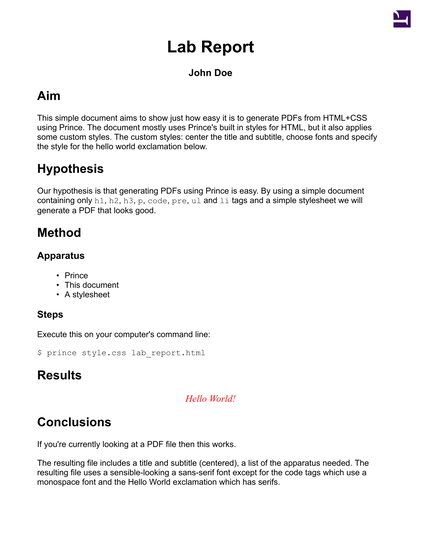 Lab Report
John Doe
Aim
This simple document aims to show just how easy it is to generate PDFs from HTML+CSS
using Prince. The document mostly uses Prince's built in styles for HTML, but it also applies
some custom styles. The custom styles: center the title and subtitle, choose fonts and specify
the style for the hello world exclamation below.
Hypothesis
Our hypothesis is that generating PDFs using Prince is easy. By using a simple document
containing only h1, h2, h3, p, code, pre, ul and li tags and a simple stylesheet we will
generate a PDF that looks good.
Method
Apparatus
• Prince
• This document
• A stylesheet
Steps
Execute this on your computer's command line:
$ prince style.css lab_report.html
Results
Hello World!
Conclusions
If you're currently looking at a PDF file then this works.
The resulting file includes a title and subtitle (centered), a list of the apparatus needed. The
resulting file uses a sensible-looking a sans-serif font except for the code tags which use a
monospace font and the Hello World exclamation which has serifs.